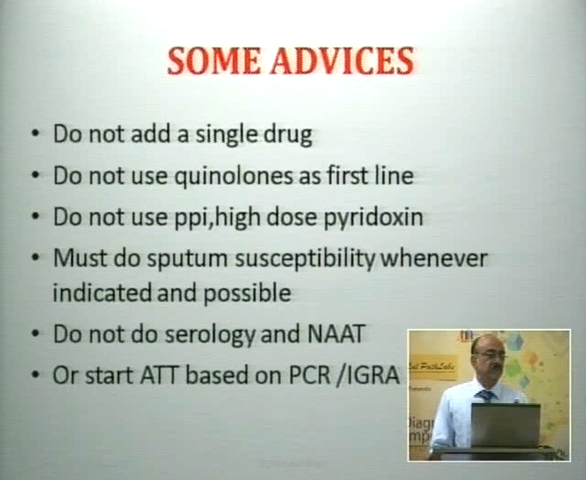 SOME ADVICES
• Do not add a single drug
• Do not use quinolones as first line
• Do not use ppi,high dose pyridoxin
• Must do sputum susceptibility whenever
indicated and possible
• Do not do serology and NAAT
• Or start ATT based on PCR /IGRA
PathLabs